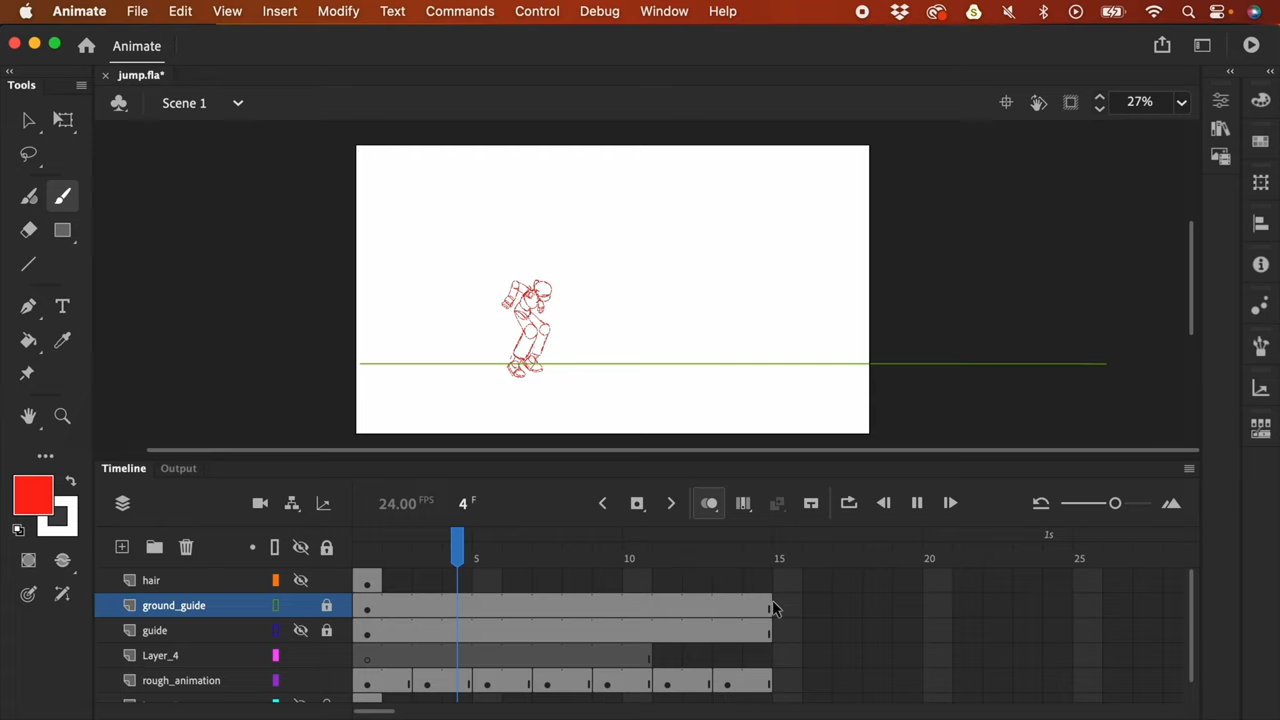 Animate File Edit View Insert Modify Text Commands Control Debug Window Help
Animate
jump.fla*
Tools
Scene 1
27%
Timeline Output
24.00 FPS 4 F
1s
5 10 15 20 25
hair
ground_guide
guide
Layer_4
rough_animation